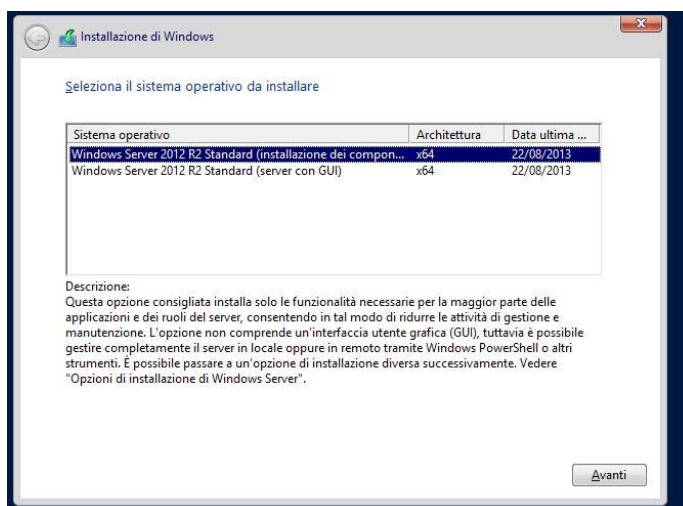 Installazione di Windows
Seleziona il sistema operativo da installare
Sistema operativo Architettura Data ultima ...
Windows Server 2012 R2 Standard (installazione dei compon... x64 22/08/2013
Windows Server 2012 R2 Standard (server con GUI) x64 22/08/2013
Descrizione:
Questa opzione consigliata installa solo le funzionalità necessarie per la maggior parte delle
applicazioni e dei ruoli del server, consentendo in tal modo di ridurre le attività di gestione e
manutenzione. L'opzione non comprende un'interfaccia utente grafica (GUI), tuttavia è possibile
gestire completamente il server in locale oppure in remoto tramite Windows PowerShell o altri
strumenti. È possibile passare a un'opzione di installazione diversa successivamente. Vedere
"Opzioni di installazione di Windows Server".
Avanti